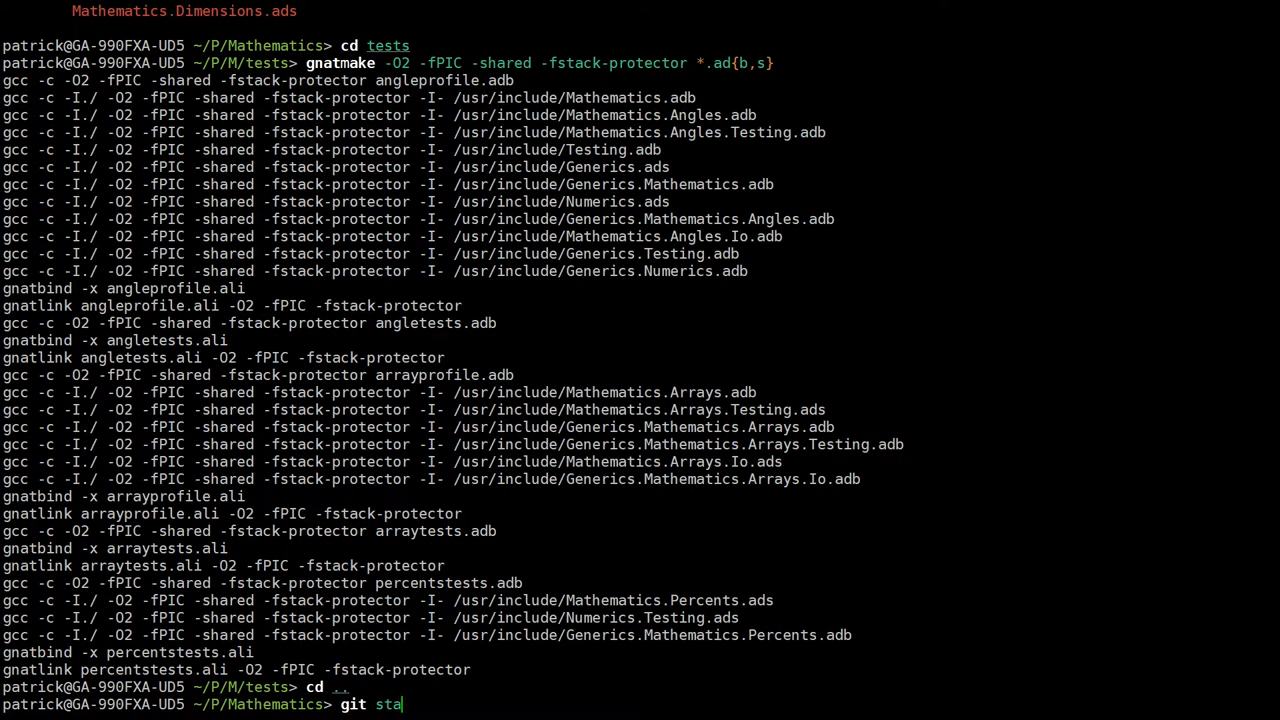 Mathematics.Dimensions.ads
patrick@GA-990FXA-UD5 ~/P/Mathematics> cd tests
patrick@GA-990FXA-UD5 ~/P/M/tests> gnatmake -O2 -fPIC -shared -fstack-protector *.ad{b,s}
gcc -c -O2 -fPIC -shared -fstack-protector angleprofile.adb
gcc -c -I./ -O2 -fPIC -shared -fstack-protector -I- /usr/include/Mathematics.adb
gcc -c -I./ -O2 -fPIC -shared -fstack-protector -I- /usr/include/Mathematics.Angles.adb
gcc -c -I./ -O2 -fPIC -shared -fstack-protector -I- /usr/include/Mathematics.Angles.Testing.adb
gcc -c -I./ -O2 -fPIC -shared -fstack-protector -I- /usr/include/Testing.adb
gcc -c -I./ -O2 -fPIC -shared -fstack-protector -I- /usr/include/Generics.ads
gcc -c -I./ -O2 -fPIC -shared -fstack-protector -I- /usr/include/Generics.Mathematics.adb
gcc -c -I./ -O2 -fPIC -shared -fstack-protector -I- /usr/include/Numerics.ads
gcc -c -I./ -O2 -fPIC -shared -fstack-protector -I- /usr/include/Generics.Mathematics.Angles.adb
gcc -c -I./ -O2 -fPIC -shared -fstack-protector -I- /usr/include/Mathematics.Angles.Io.adb
gcc -c -I./ -O2 -fPIC -shared -fstack-protector -I- /usr/include/Generics.Testing.adb
gcc -c -I./ -O2 -fPIC -shared -fstack-protector -I- /usr/include/Generics.Numerics.adb
gnatbind -x angleprofile.ali
gnatlink angleprofile.ali -O2 -fPIC -fstack-protector
gcc -c -O2 -fPIC -shared -fstack-protector angletests.adb
gnatbind -x angletests.ali
gnatlink angletests.ali -O2 -fPIC -fstack-protector
gcc -c -O2 -fPIC -shared -fstack-protector arrayprofile.adb
gcc -c -I./ -O2 -fPIC -shared -fstack-protector -I- /usr/include/Mathematics.Arrays.adb
gcc -c -I./ -O2 -fPIC -shared -fstack-protector -I- /usr/include/Mathematics.Arrays.Testing.ads
gcc -c -I./ -O2 -fPIC -shared -fstack-protector -I- /usr/include/Generics.Mathematics.Arrays.adb
gcc -c -I./ -O2 -fPIC -shared -fstack-protector -I- /usr/include/Generics.Mathematics.Arrays.Testing.adb
gcc -c -I./ -O2 -fPIC -shared -fstack-protector -I- /usr/include/Mathematics.Arrays.Io.ads
gcc -c -I./ -O2 -fPIC -shared -fstack-protector -I- /usr/include/Generics.Mathematics.Arrays.Io.adb
gnatbind -x arrayprofile.ali
gnatlink arrayprofile.ali -O2 -fPIC -fstack-protector
gcc -c -O2 -fPIC -shared -fstack-protector arraytests.adb
gnatbind -x arraytests.ali
gnatlink arraytests.ali -O2 -fPIC -fstack-protector
gcc -c -O2 -fPIC -shared -fstack-protector percentstests.adb
gcc -c -I./ -O2 -fPIC -shared -fstack-protector -I- /usr/include/Mathematics.Percents.ads
gcc -c -I./ -O2 -fPIC -shared -fstack-protector -I- /usr/include/Numerics.Testing.ads
gcc -c -I./ -O2 -fPIC -shared -fstack-protector -I- /usr/include/Generics.Mathematics.Percents.adb
gnatbind -x percentstests.ali
gnatlink percentstests.ali -O2 -fPIC -fstack-protector
patrick@GA-990FXA-UD5 ~/P/M/tests> cd ..
patrick@GA-990FXA-UD5 ~/P/Mathematics> git sta